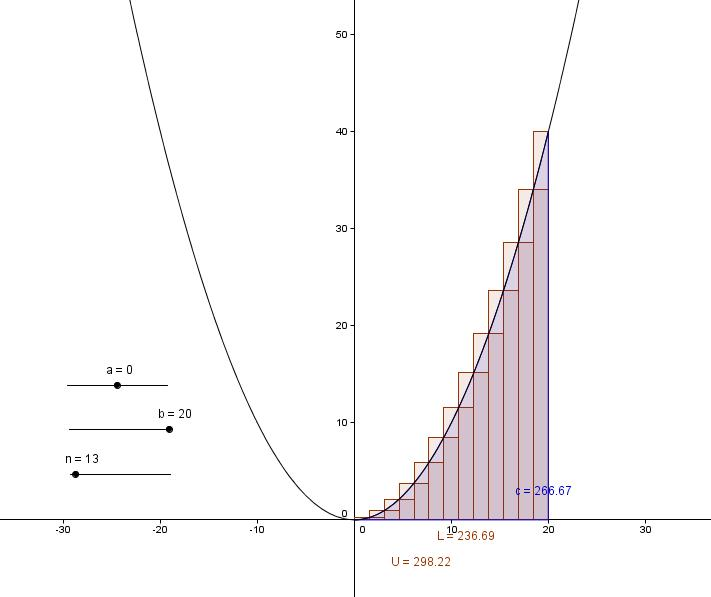 50
40
30
20
10
0
a = 0
b = 20
n = 13
c = 266.67
-30 -20 -10 0 10 20 30
L = 236.69
U = 298.22